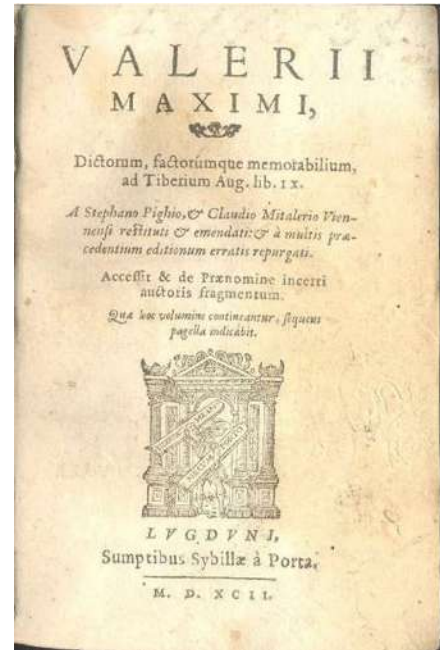 VALERII
MAXIMI,
Dictorum, factorúmque memorabilium,
ad Tiberium Aug. lib. IX.
A Stephano Pighio, & Claudio Mitalerio Vien-
nensi restituti & emendati: & à multis præ-
cedentium editionum erratis repurgati.
Accessit & de Prænomine incerti
auctoris fragmentum.
Quæ hoc volumine contineantur, sequens
pagella indicabit.
LVGDVNI,
Sumptibus Sybillæ à Porta,
M. D. XCII.